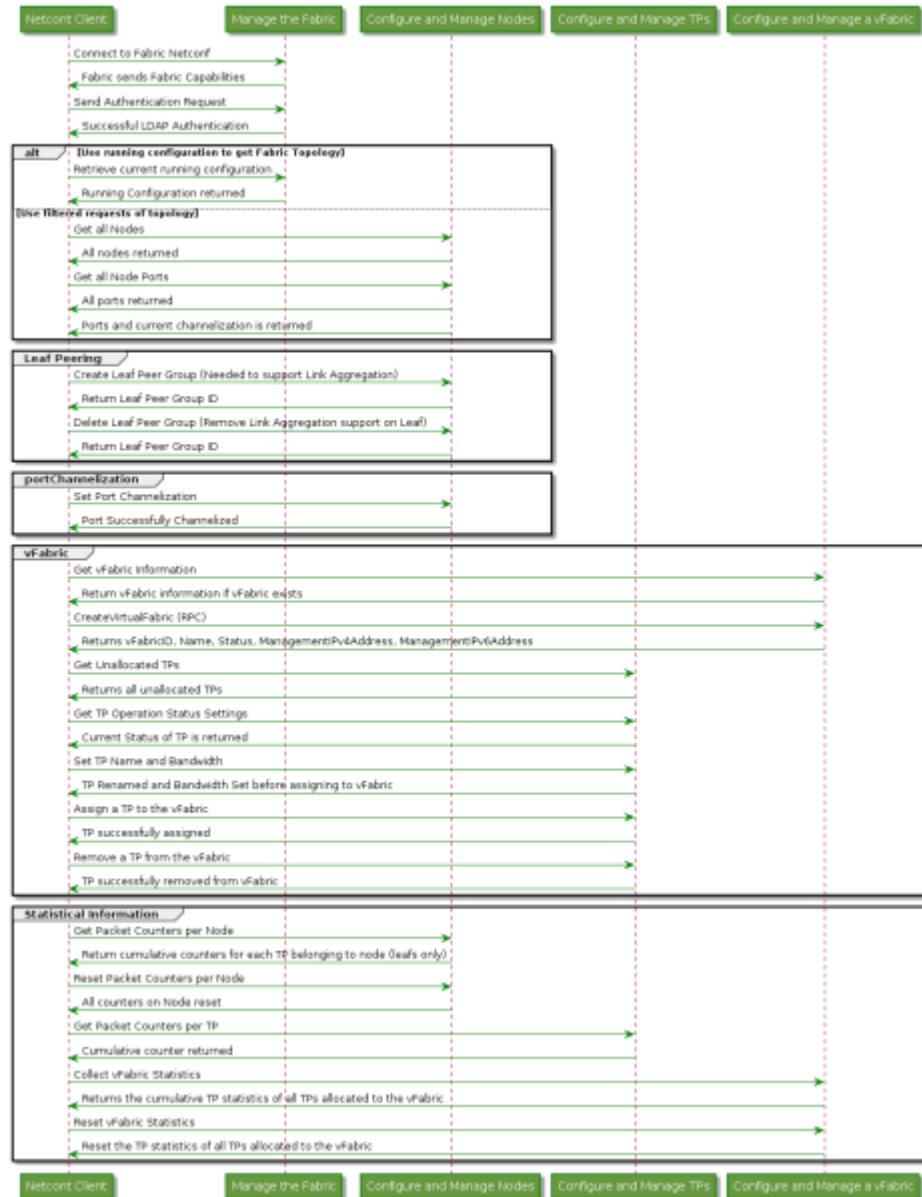 Netcont Client
Manage the Fabric
Configure and Manage Nodes
Configure and Manage TPs
Configure and Manage a vFabric
Connect to Fabric Netconf
Fabric sends Fabric Capabilities
Send Authentication Request
Successful LDAP Authentication
alt [Use running configuration to get Fabric Topology]
Retrieve current running configuration
Running Configuration returned
[Use filtered requests of topology]
Get all Nodes
All nodes returned
Get all Node Ports
All ports returned
Ports and current channelization is returned
Leaf Peering
Create Leaf Peer Group (Needed to support Link Aggregation)
Return Leaf Peer Group ID
Delete Leaf Peer Group (Remove Link Aggregation support on Leaf)
Return Leaf Peer Group ID
portChannelization
Set Port Channelization
Port Successfully Channelized
vFabric
Get vFabric Information
Return vFabric information if vFabric exists
CreateVirtualFabric (RPC)
Returns vFabricID, Name, Status, ManagementIPv4Address, ManagementIPv6Address
Get Unallocated TPs
Returns all unallocated TPs
Get TP Operation Status Settings
Current Status of TP is returned
Set TP Name and Bandwidth
TP Renamed and Bandwidth Set before assigning to vFabric
Assign a TP to the vFabric
TP successfully assigned
Remove a TP from the vFabric
TP successfully removed from vFabric
Statistical Information
Get Packet Counters per Node
Return cumulative counters for each TP belonging to node (leafs only)
Reset Packet Counters per Node
All counters on Node reset
Get Packet Counters per TP
Cumulative counter returned
Collect vFabric Statistics
Returns the cumulative TP statistics of all TPs allocated to the vFabric
Reset vFabric Statistics
Reset the TP statistics of all TPs allocated to the vFabric
Netcont Client
Manage the Fabric
Configure and Manage Nodes
Configure and Manage TPs
Configure and Manage a vFabric